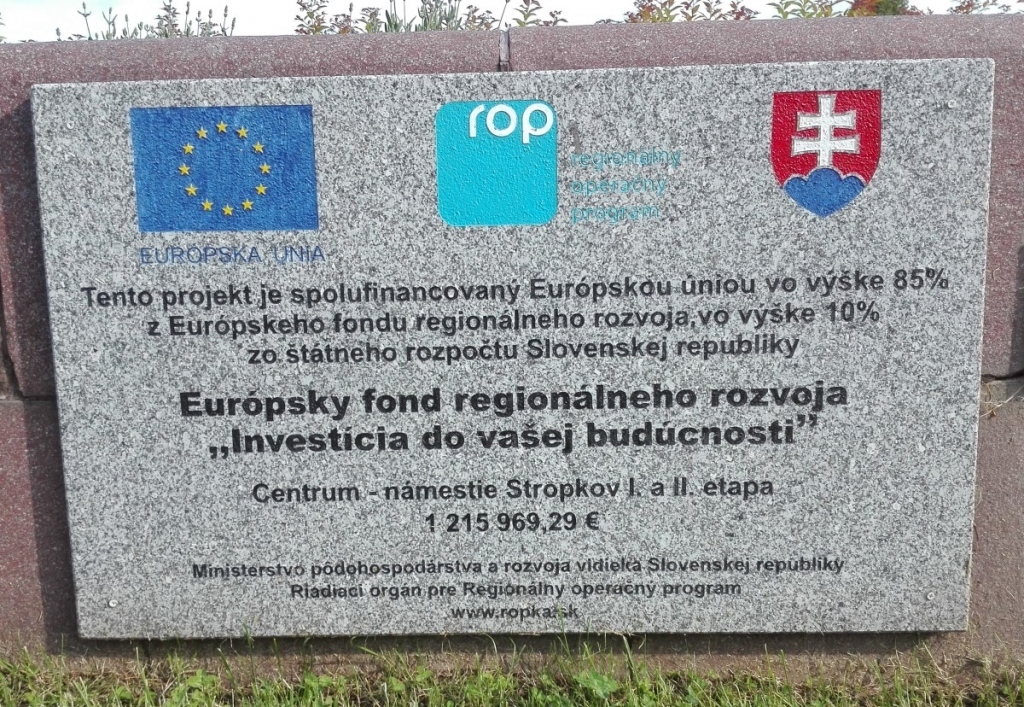 rop
regionálny
operačný
program
EURÓPSKA ÚNIA
Tento projekt je spolufinancovaný Európskou úniou vo výške 85%
z Európskeho fondu regionálneho rozvoja,vo výške 10%
zo štátneho rozpočtu Slovenskej republiky
Európsky fond regionálneho rozvoja
,,Investícia do vašej budúcnosti”
Centrum - námestie Stropkov I. a II. etapa
1 215 969,29 €
Ministerstvo pôdohospodárstva a rozvoja vidieka Slovenskej republiky
Riadiaci orgán pre Regionálny operačný program
www.ropka.sk